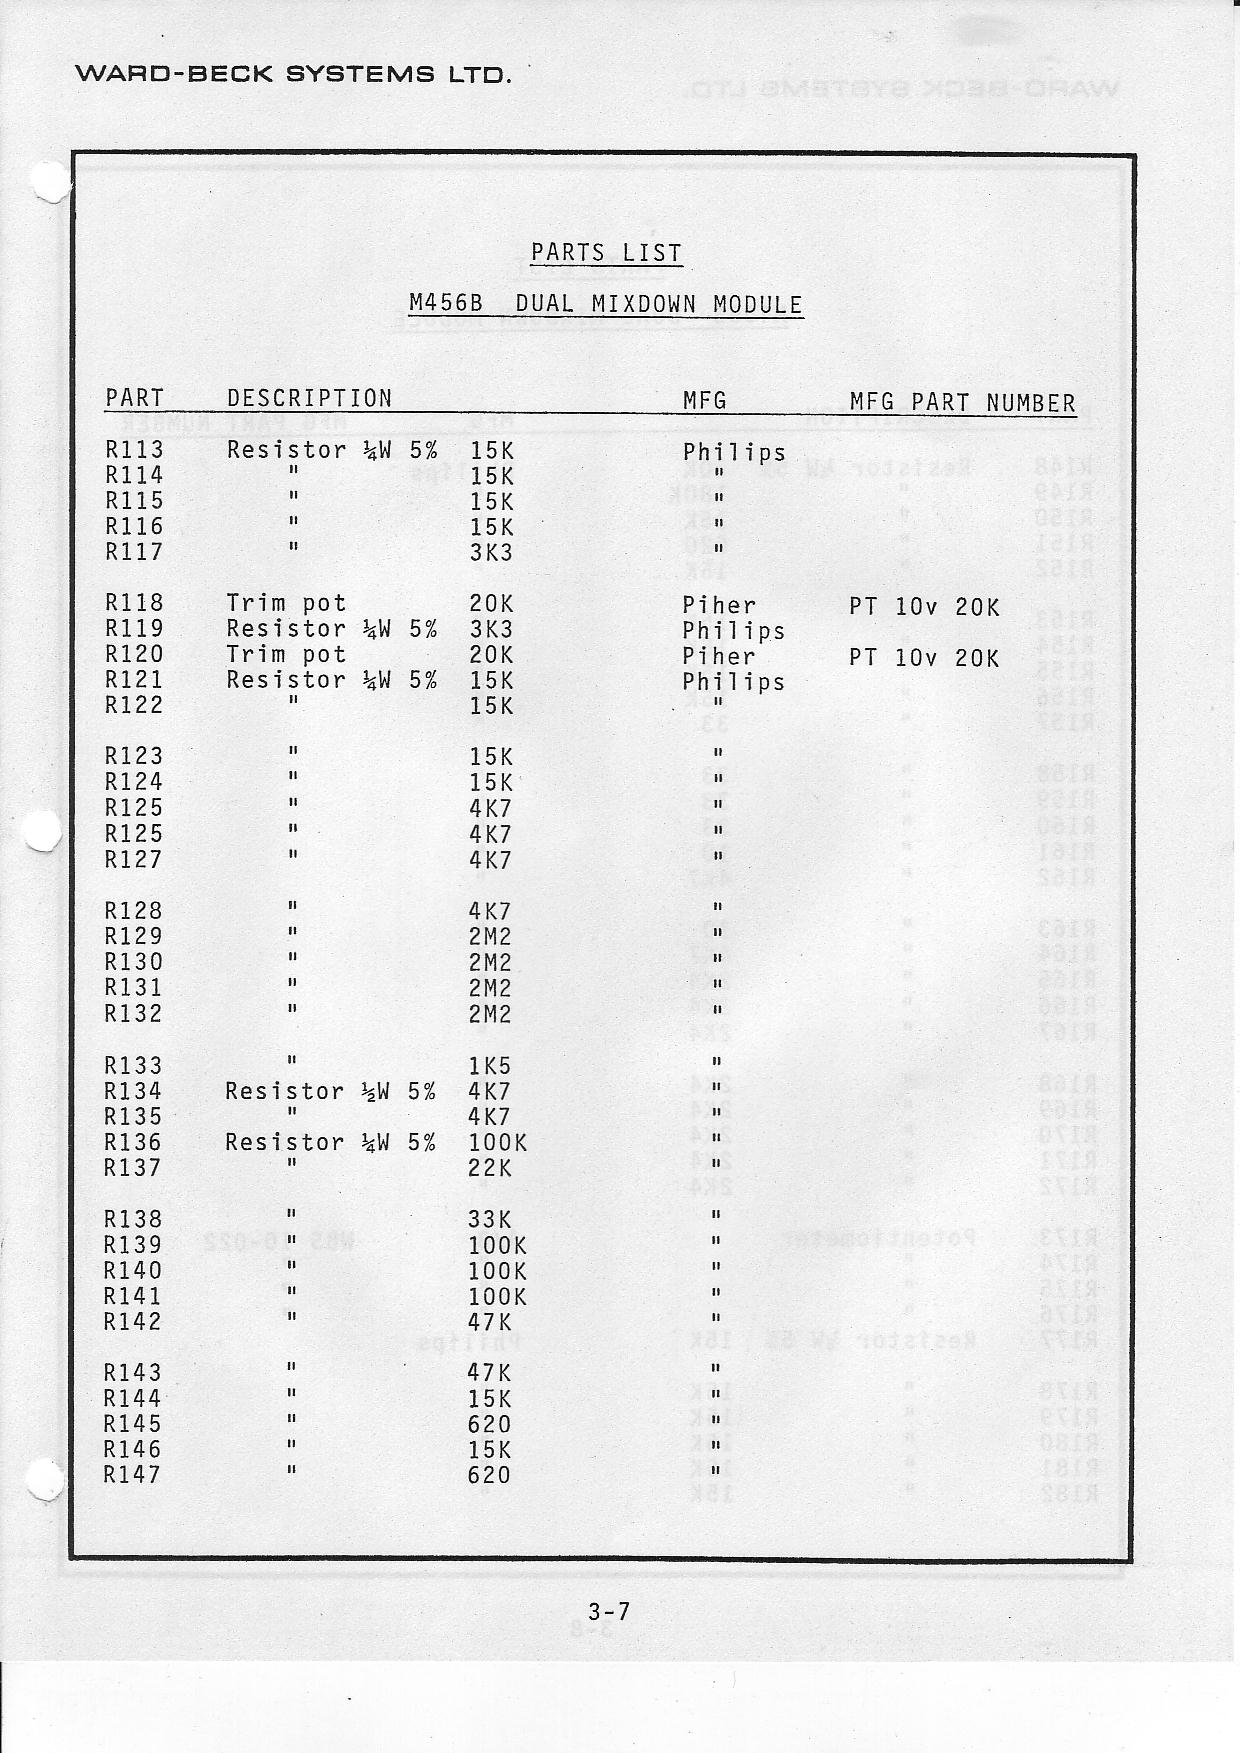 WARD-BECK SYSTEMS LTD.
PARTS LIST
M456B DUAL MIXDOWN MODULE
PART DESCRIPTION MFG MFG PART NUMBER
R113 Resistor ¼W 5% 15K Philips
R114 " 15K "
R115 " 15K "
R116 " 15K "
R117 " 3K3 "
R118 Trim pot 20K Piher PT 10v 20K
R119 Resistor ¼W 5% 3K3 Philips
R120 Trim pot 20K Piher PT 10v 20K
R121 Resistor ¼W 5% 15K Philips
R122 " 15K "
R123 " 15K "
R124 " 15K "
R125 " 4K7 "
R125 " 4K7 "
R127 " 4K7 "
R128 " 4K7 "
R129 " 2M2 "
R130 " 2M2 "
R131 " 2M2 "
R132 " 2M2 "
R133 " 1K5 "
R134 Resistor ½W 5% 4K7 "
R135 " 4K7 "
R136 Resistor ¼W 5% 100K "
R137 " 22K "
R138 " 33K "
R139 " 100K "
R140 " 100K "
R141 " 100K "
R142 " 47K "
R143 " 47K "
R144 " 15K "
R145 " 620 "
R146 " 15K "
R147 " 620 "
3-7